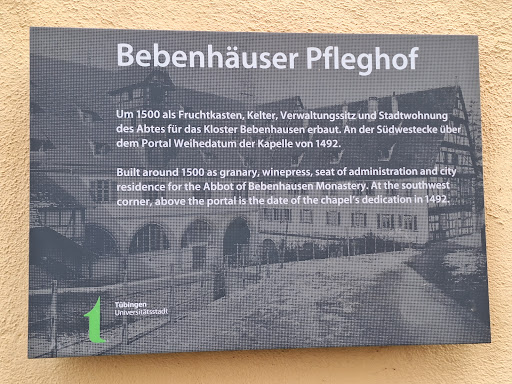 Bebenhäuser Pfleghof
Um 1500 als Fruchtkasten, Kelter, Verwaltungssitz und Stadtwohnung
des Abtes für das Kloster Bebenhausen erbaut. An der Südwestecke über
dem Portal Weihedatum der Kapelle von 1492.
Built around 1500 as granary, winepress, seat of administration and city
residence for the Abbot of Bebenhausen Monastery. At the southwest
corner, above the portal is the date of the chapel's dedication in 1492.
t
Tübingen
Universitätsstadt